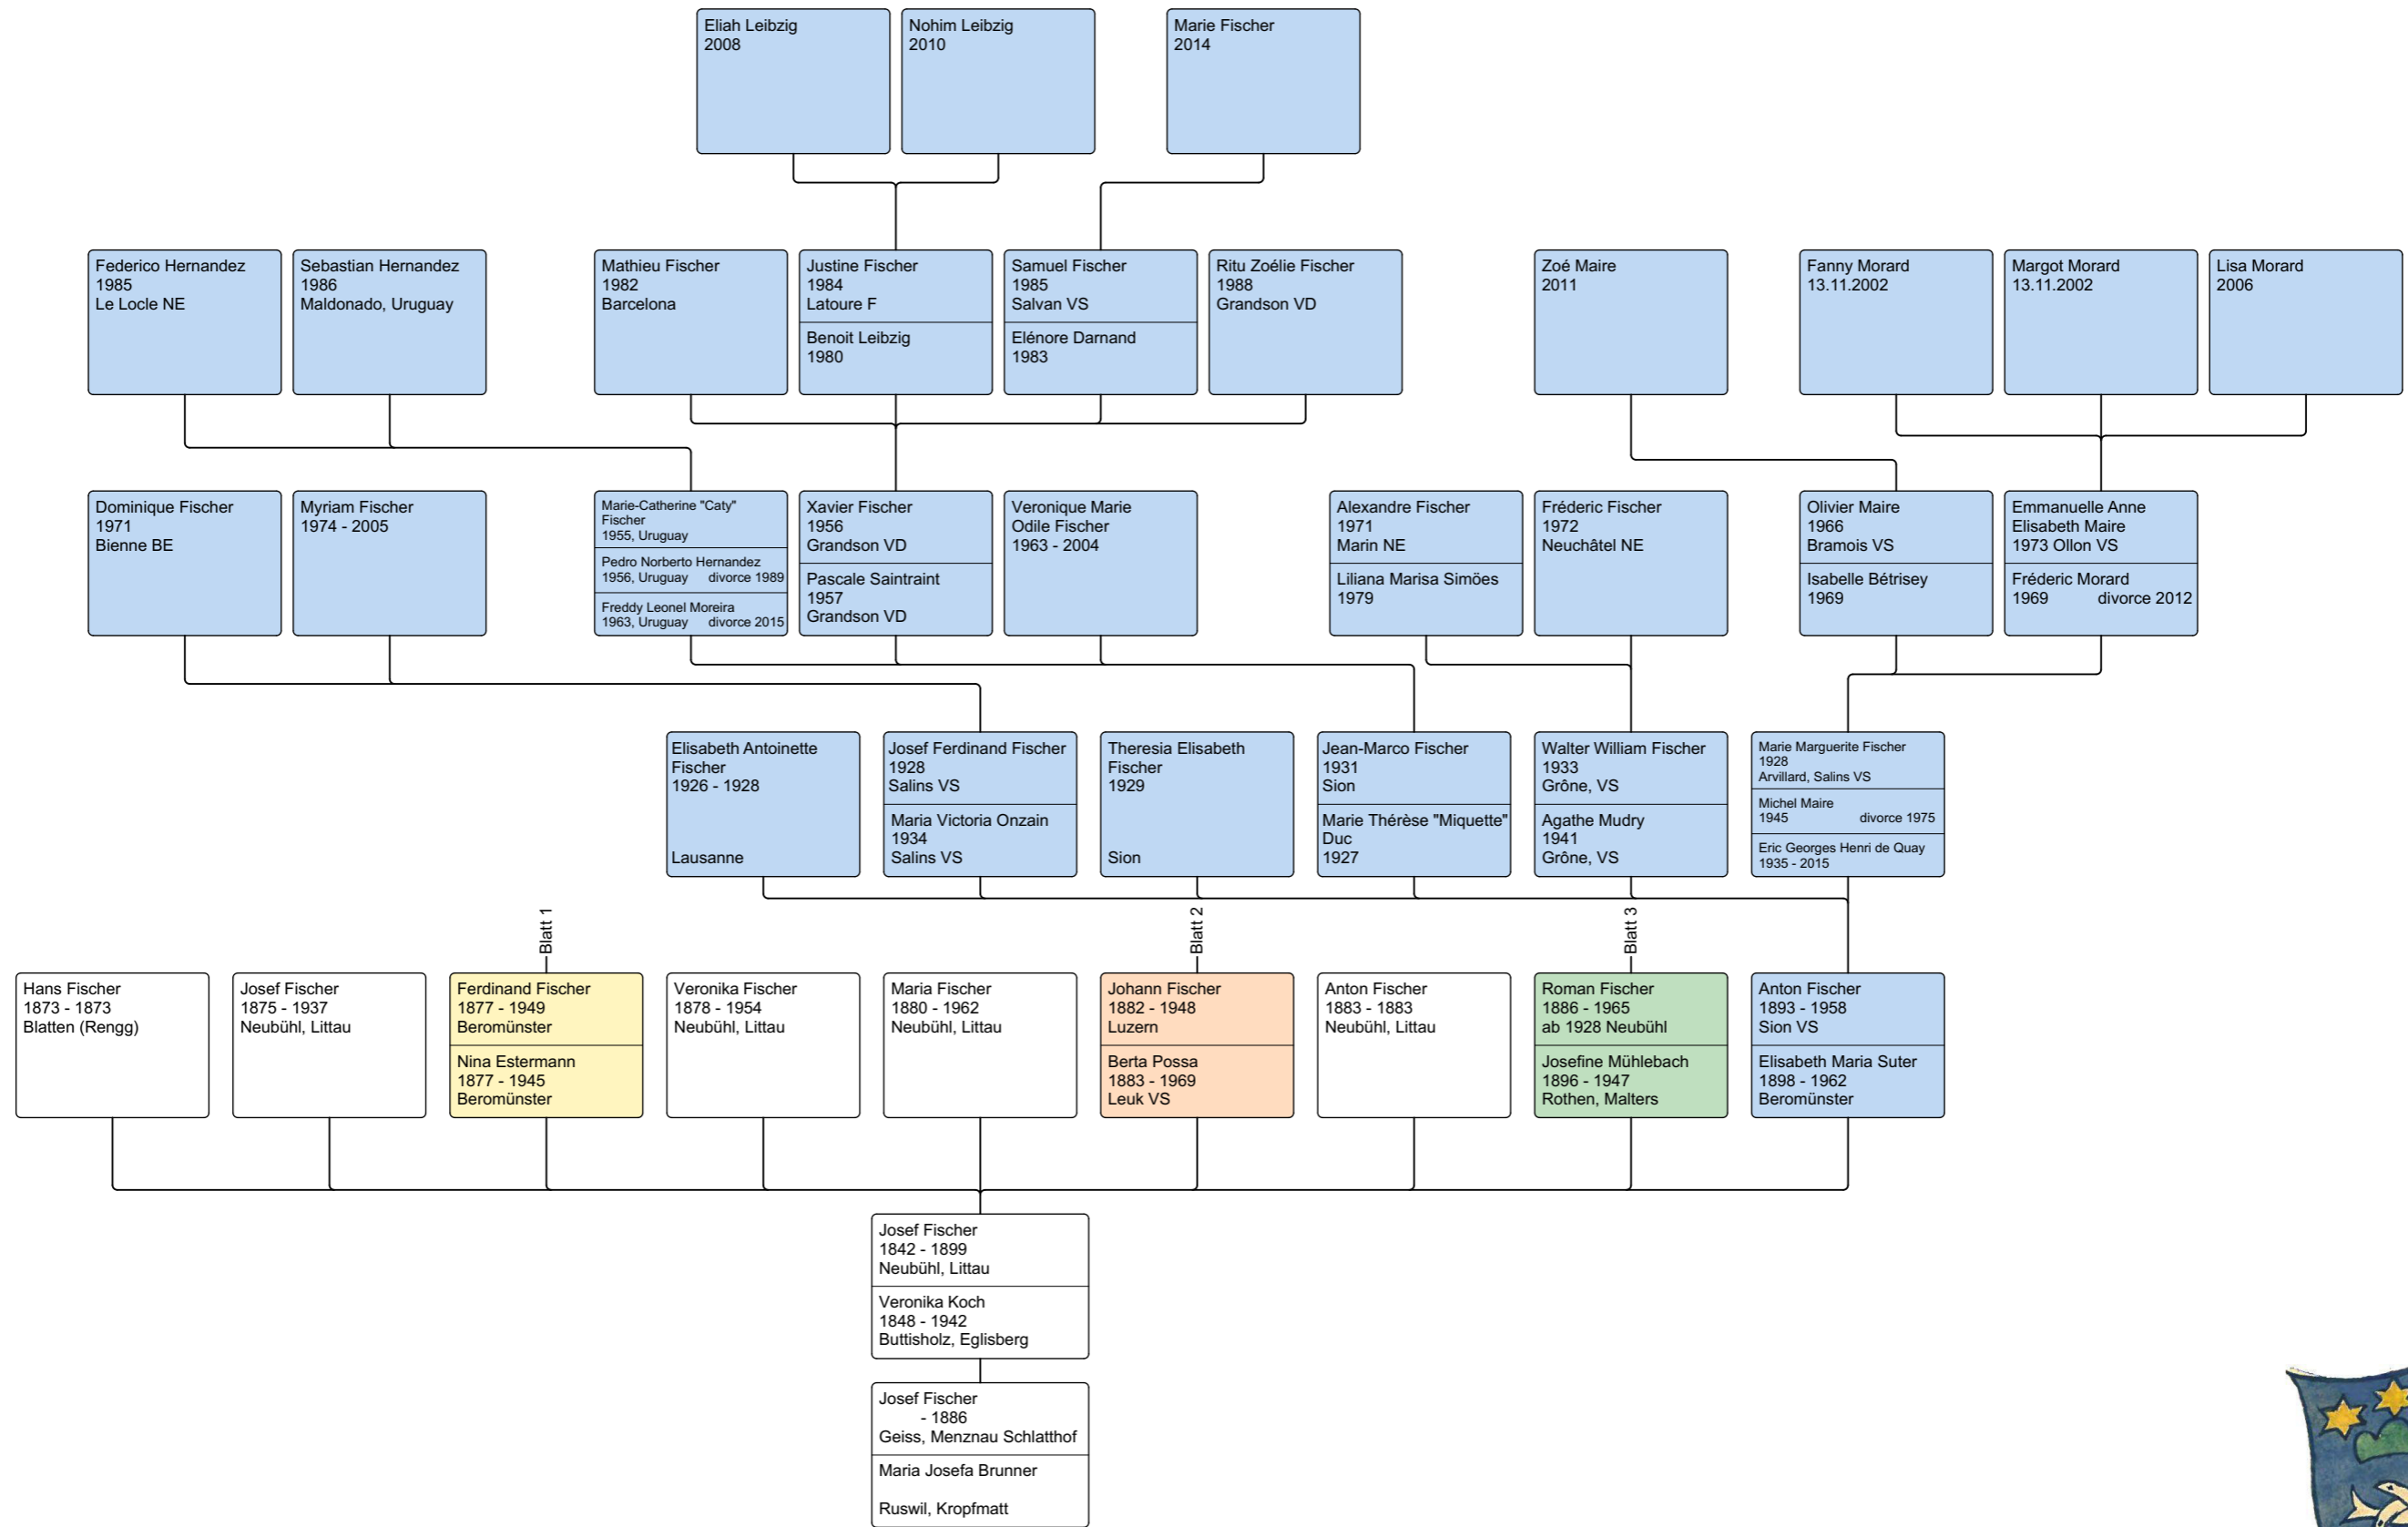 Eliah Leibzig
2008
Nohim Leibzig
2010
Marie Fischer
2014
Federico Hernandez
1985
Le Locle NE
Sebastian Hernandez
1986
Maldonado, Uruguay
Mathieu Fischer
1982
Barcelona
Justine Fischer
1984
Latoure F
Benoit Leibzig
1980
Samuel Fischer
1985
Salvan VS
Elénore Darnand
1983
Ritu Zoélie Fischer
1988
Grandson VD
Zoé Maire
2011
Fanny Morard
13.11.2002
Margot Morard
13.11.2002
Lisa Morard
2006
Dominique Fischer
1971
Bienne BE
Myriam Fischer
1974 - 2005
Marie-Catherine "Caty"
Fischer
1955, Uruguay
Pedro Norberto Hernandez
1956, Uruguay divorce 1989
Freddy Leonel Moreira
1963, Uruguay divorce 2015
Xavier Fischer
1956
Grandson VD
Pascale Saintraint
1957
Grandson VD
Veronique Marie
Odile Fischer
1963 - 2004
Alexandre Fischer
1971
Marin NE
Liliana Marisa Simöes
1979
Fréderic Fischer
1972
Neuchâtel NE
Olivier Maire
1966
Bramois VS
Isabelle Bétrisey
1969
Emmanuelle Anne
Elisabeth Maire
1973 Ollon VS
Fréderic Morard
1969 divorce 2012
Elisabeth Antoinette
Fischer
1926 - 1928
Lausanne
Josef Ferdinand Fischer
1928
Salins VS
Maria Victoria Onzain
1934
Salins VS
Theresia Elisabeth
Fischer
1929
Sion
Jean-Marco Fischer
1931
Sion
Marie Thérèse "Miquette"
Duc
1927
Walter William Fischer
1933
Grône, VS
Agathe Mudry
1941
Grône, VS
Marie Marguerite Fischer
1928
Arvillard, Salins VS
Michel Maire
1945 divorce 1975
Eric Georges Henri de Quay
1935 - 2015
Blatt 1
Blatt 2
Blatt 3
Hans Fischer
1873 - 1873
Blatten (Rengg)
Josef Fischer
1875 - 1937
Neubühl, Littau
Ferdinand Fischer
1877 - 1949
Beromünster
Nina Estermann
1877 - 1945
Beromünster
Veronika Fischer
1878 - 1954
Neubühl, Littau
Maria Fischer
1880 - 1962
Neubühl, Littau
Johann Fischer
1882 - 1948
Luzern
Berta Possa
1883 - 1969
Leuk VS
Anton Fischer
1883 - 1883
Neubühl, Littau
Roman Fischer
1886 - 1965
ab 1928 Neubühl
Josefine Mühlebach
1896 - 1947
Rothen, Malters
Anton Fischer
1893 - 1958
Sion VS
Elisabeth Maria Suter
1898 - 1962
Beromünster
Josef Fischer
1842 - 1899
Neubühl, Littau
Veronika Koch
1848 - 1942
Buttisholz, Eglisberg
Josef Fischer
- 1886
Geiss, Menznau Schlatthof
Maria Josefa Brunner
Ruswil, Kropfmatt